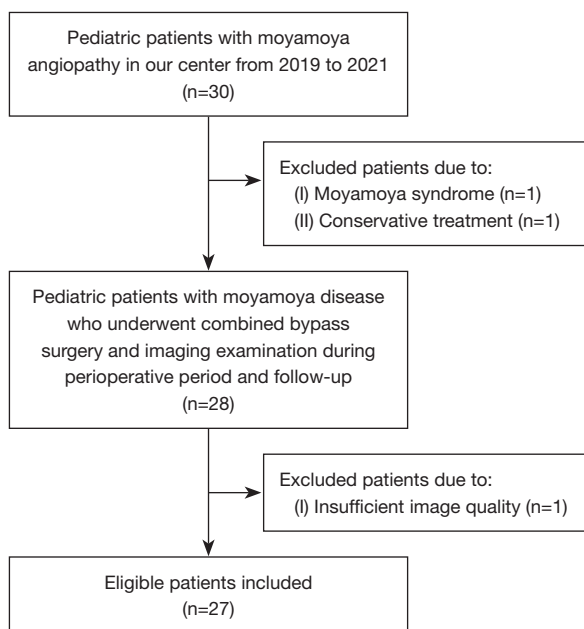 Pediatric patients with moyamoya
angiopathy in our center from 2019 to 2021
(n=30)
Excluded patients due to:
(I) Moyamoya syndrome (n=1)
(II) Conservative treatment (n=1)
Pediatric patients with moyamoya disease
who underwent combined bypass
surgery and imaging examination during
perioperative period and follow-up
(n=28)
Excluded patients due to:
(I) Insufficient image quality (n=1)
Eligible patients included
(n=27)